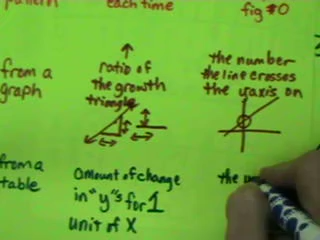 pattern
each time
fig #0
from a
graph
ratio of
the growth
triangle
the number
the line crosses
the yaxis on
from a
table
amount of change
in "y"s for 1
unit of X
the